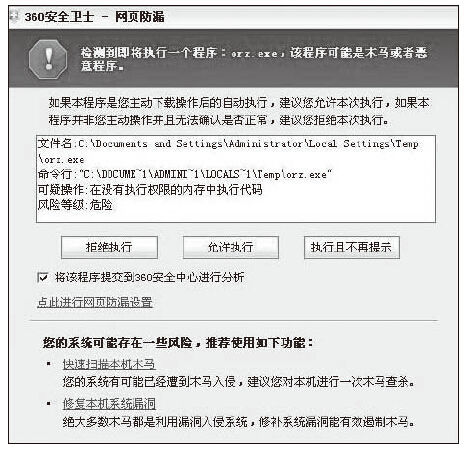 360安全卫士 - 网页防漏
检测到即将执行一个程序：orz.exe，该程序可能是木马或者恶
意程序。
如果本程序是您主动下载操作后的自动执行，建议您允许本次执行，如果本
程序并非您主动操作并且无法确认是否正常，建议您拒绝本次执行。
文件名:C:\Documents and Settings\Administrator\Local Settings\Temp
\orz.exe
命令行:"C:\DOCUME~1\ADMINI~1\LOCALS~1\Temp\orz.exe"
可疑操作:在没有执行权限的内存中执行代码
风险等级:危险
拒绝执行 允许执行 执行且不再提示
将该程序提交到360安全中心进行分析
点此进行网页防漏设置
您的系统可能存在一些风险，推荐使用如下功能：
• 快速扫描本机木马
您的系统有可能已经遭到木马入侵，建议您对本机进行一次木马查杀。
• 修复本机系统漏洞
绝大多数木马都是利用漏洞入侵系统，修补系统漏洞能有效遏制木马。